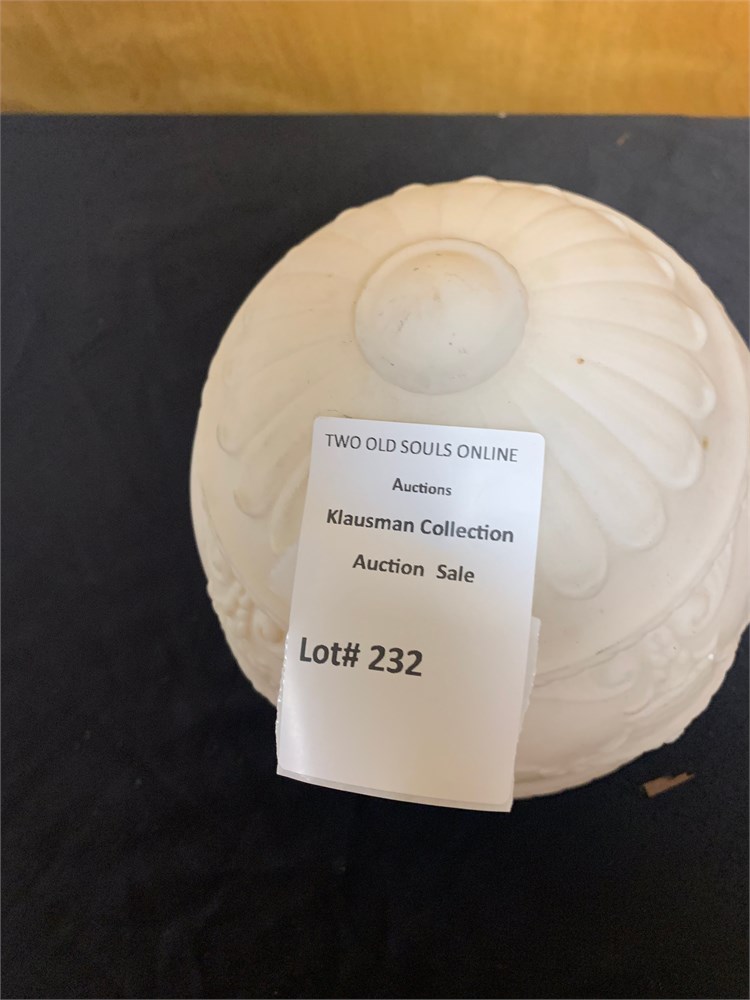 TWO OLD SOULS ONLINE
Auctions
Klausman Collection
Auction Sale
Lot# 232